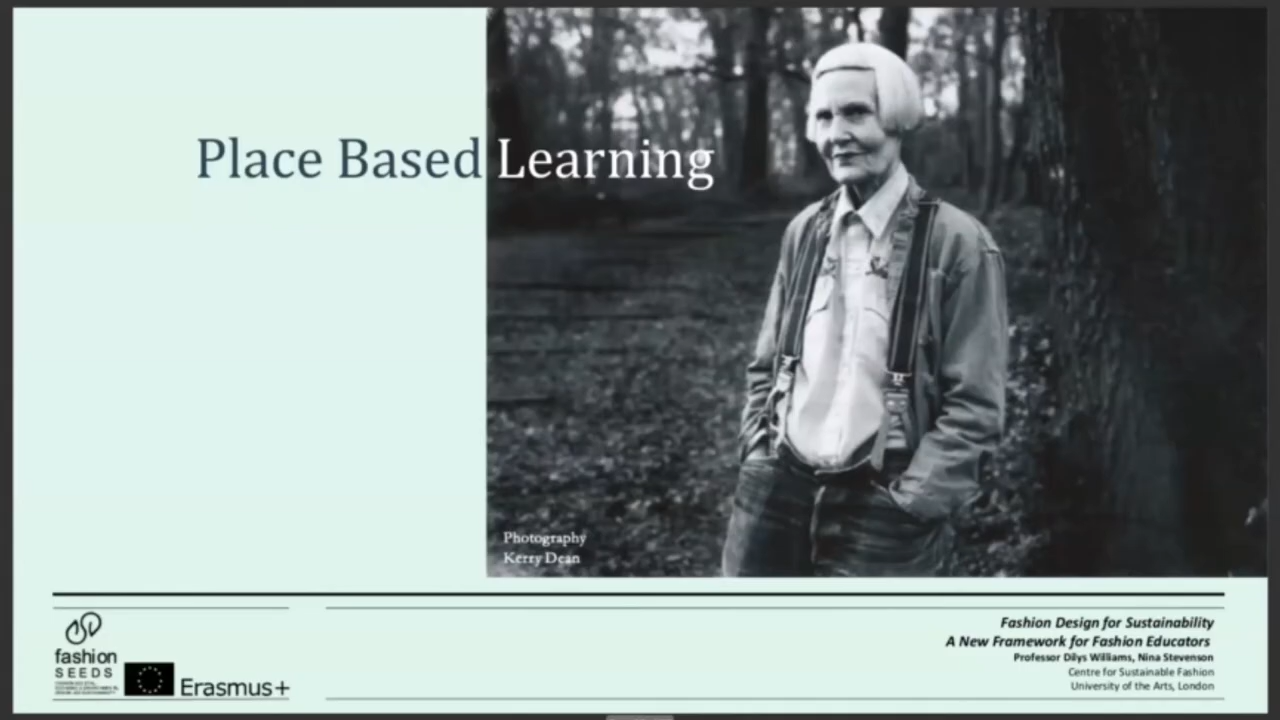 Place Based Learning
Photography
Kerry Dean
fashion
SEEDS
Erasmus+
Fashion Design for Sustainability
A New Framework for Fashion Educators
Professor Dilys Williams, Nina Stevenson
Centre for Sustainable Fashion
University of the Arts, London